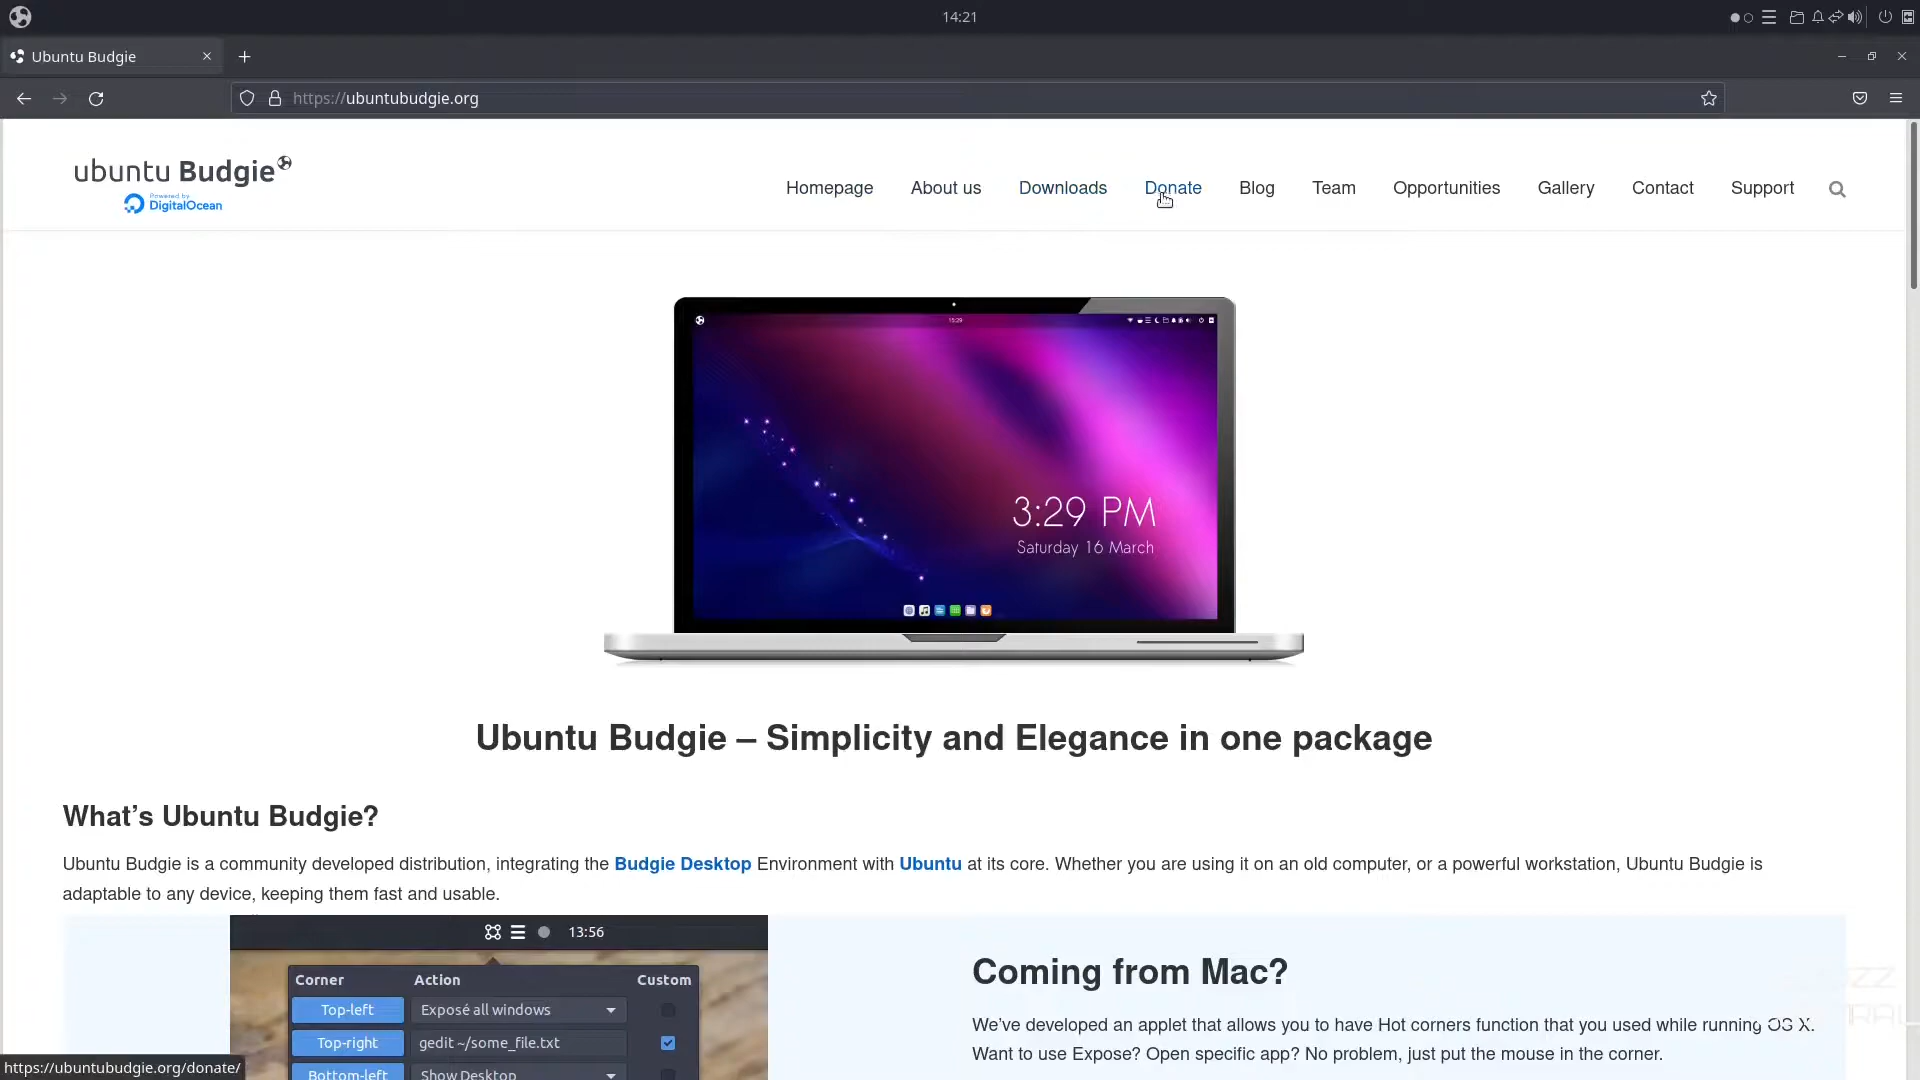 14:21
Ubuntu Budgie
https://ubuntubudgie.org
ubuntu Budgie
Powered by
DigitalOcean
Homepage About us Downloads Donate Blog Team Opportunities Gallery Contact Support
15:29
3:29 PM
Saturday 16 March
Ubuntu Budgie – Simplicity and Elegance in one package
What’s Ubuntu Budgie?
Ubuntu Budgie is a community developed distribution, integrating the Budgie Desktop Environment with Ubuntu at its core. Whether you are using it on an old computer, or a powerful workstation, Ubuntu Budgie is
adaptable to any device, keeping them fast and usable.
13:56
Corner Action Custom
Top-left Exposé all windows
Top-right gedit ~/some_file.txt
Bottom-left Show Desktop
Coming from Mac?
We’ve developed an applet that allows you to have Hot corners function that you used while running OS X.
Want to use Expose? Open specific app? No problem, just put the mouse in the corner.
https://ubuntubudgie.org/donate/